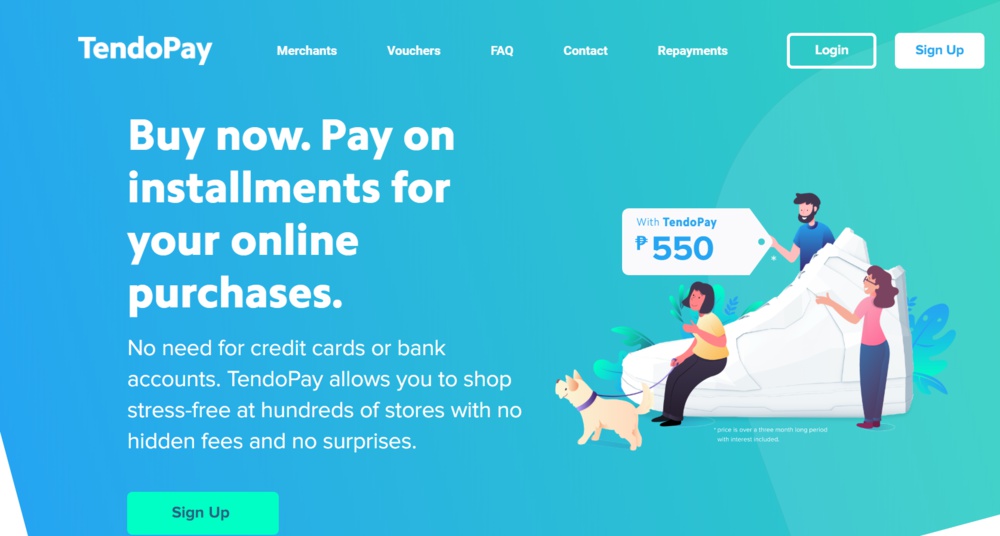 TendoPay
Merchants
Vouchers
FAQ
Contact
Repayments
Login
Sign Up
Buy now. Pay on
installments for
your online
purchases.
No need for credit cards or bank
accounts. TendoPay allows you to shop
stress-free at hundreds of stores with no
hidden fees and no surprises.
Sign Up
With TendoPay
₱ 550
* price is over a three month long period
with interest included.